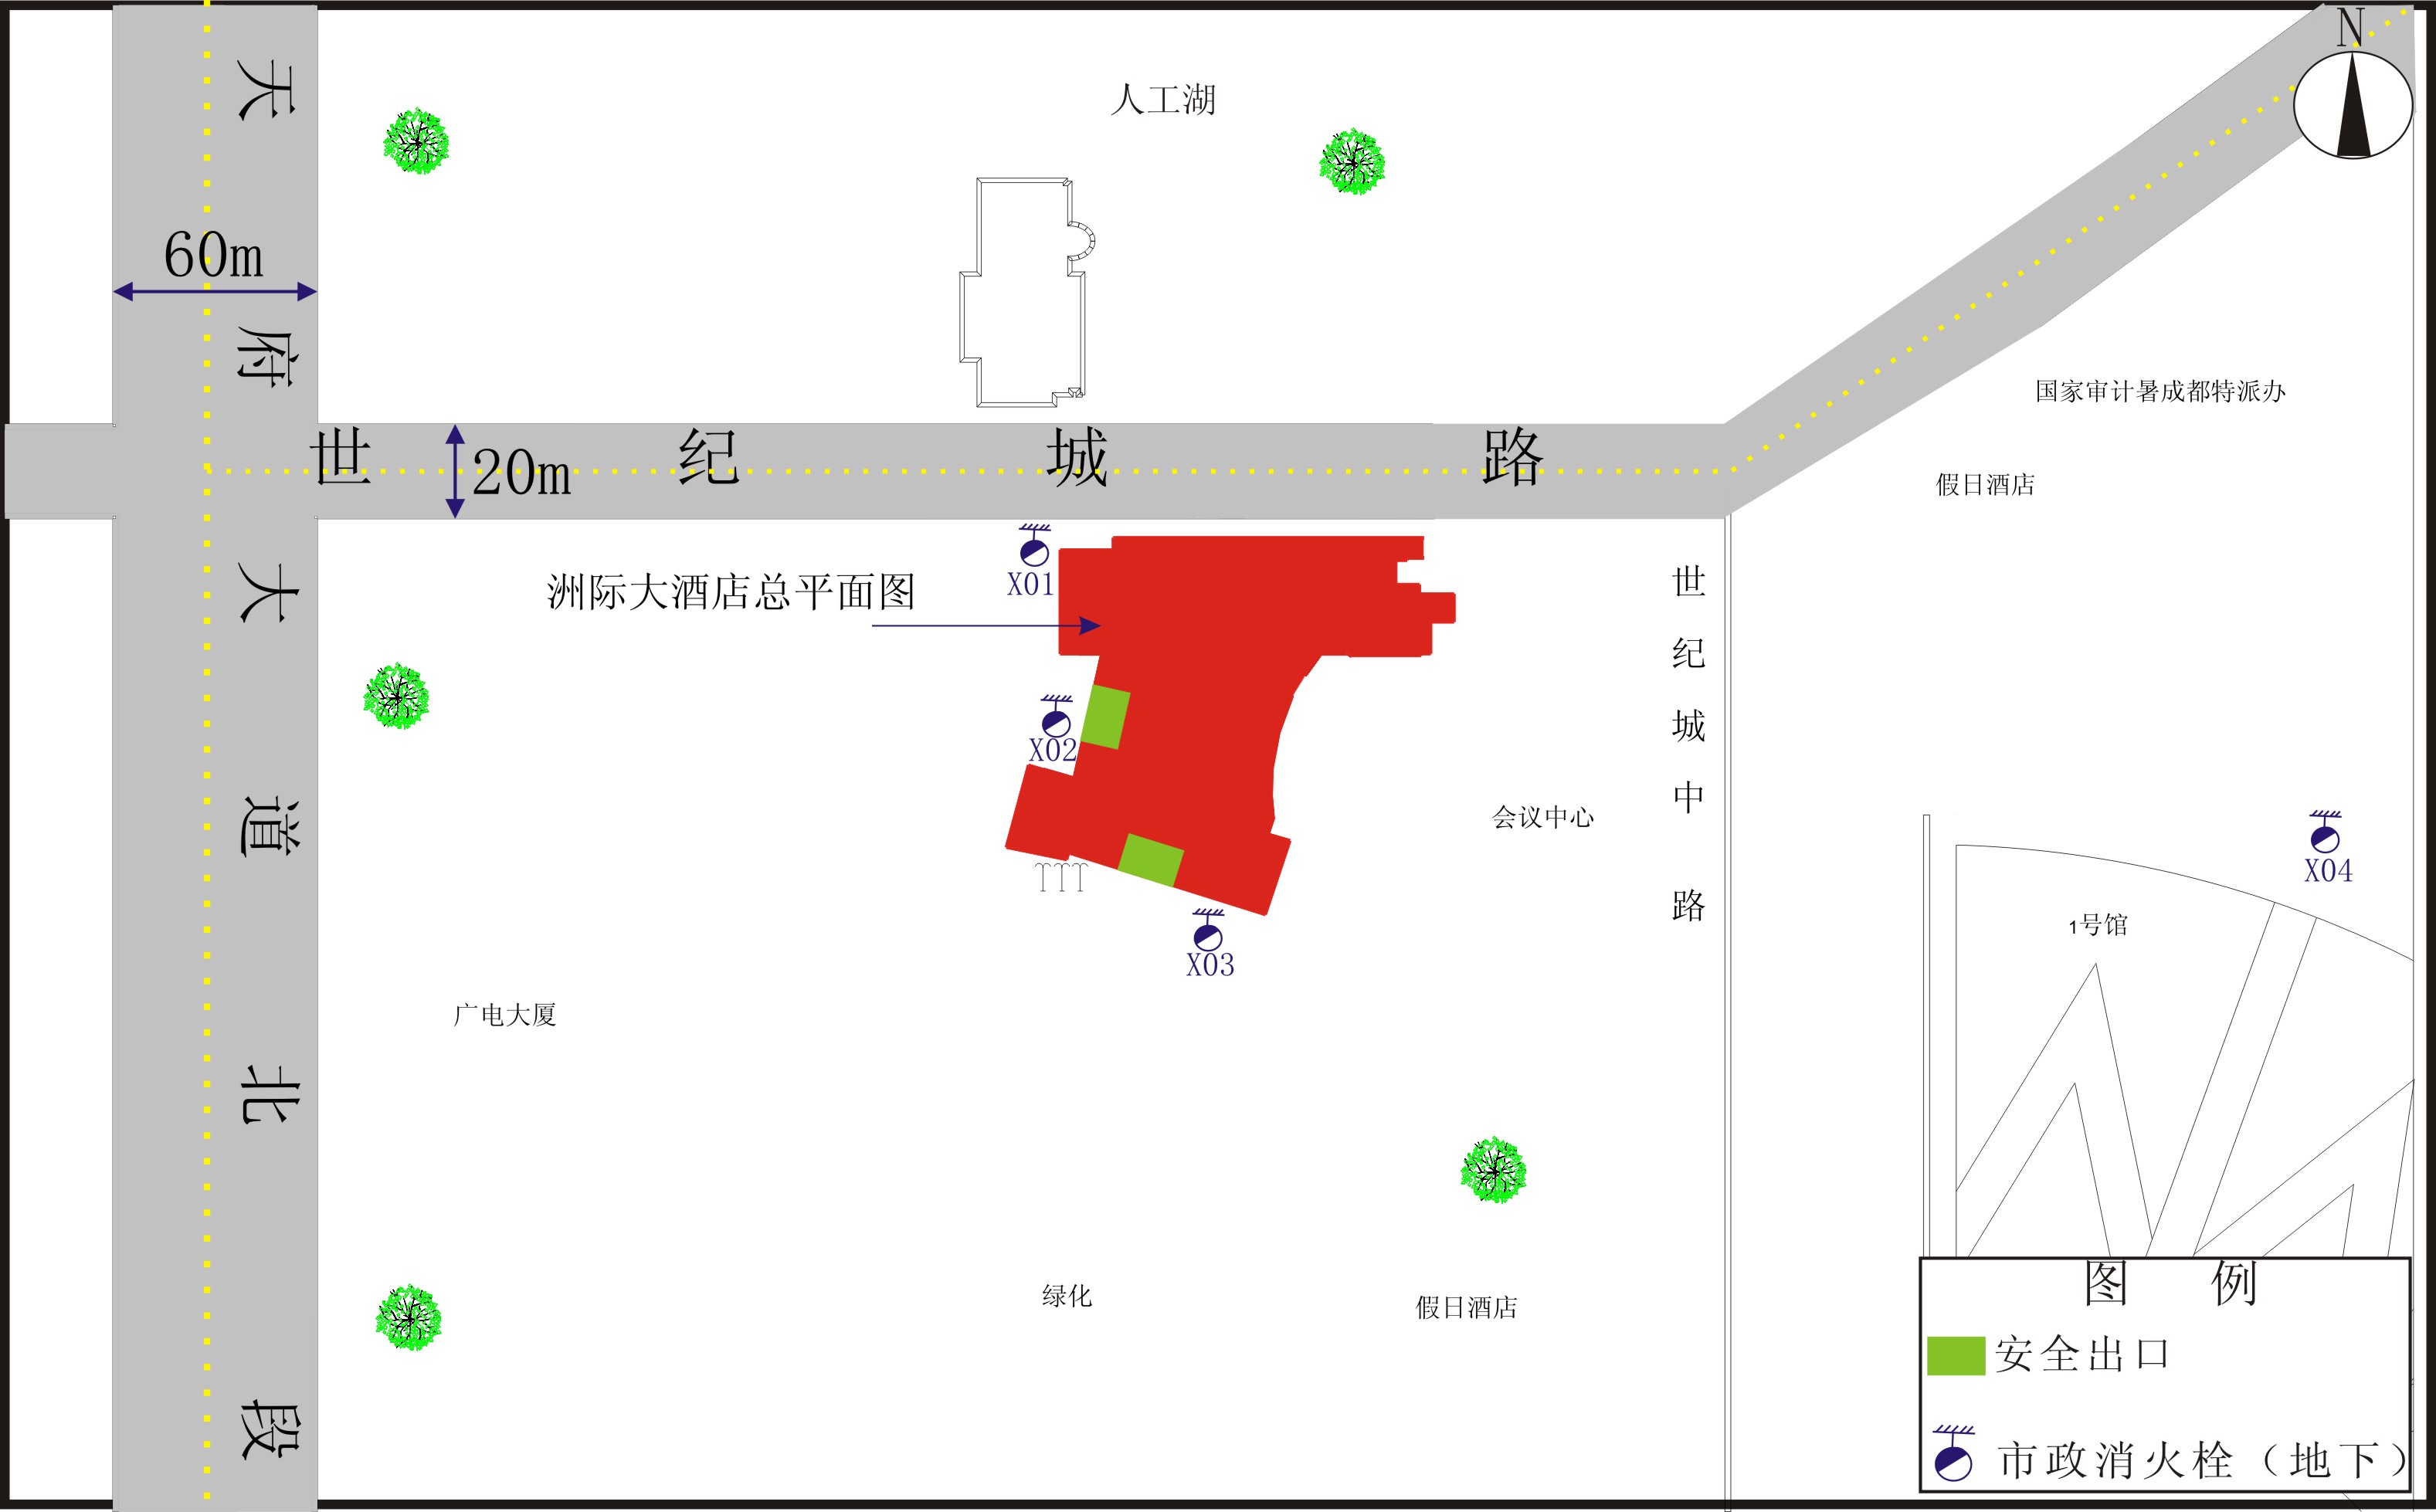 N
人工湖
天府大道北段
60m
国家审计署成都特派办
世纪城路
20m
假日酒店
洲际大酒店总平面图
X01
世纪城中路
X02
会议中心
X04
1号馆
X03
广电大厦
绿化
假日酒店
图例
安全出口
市政消火栓（地下）